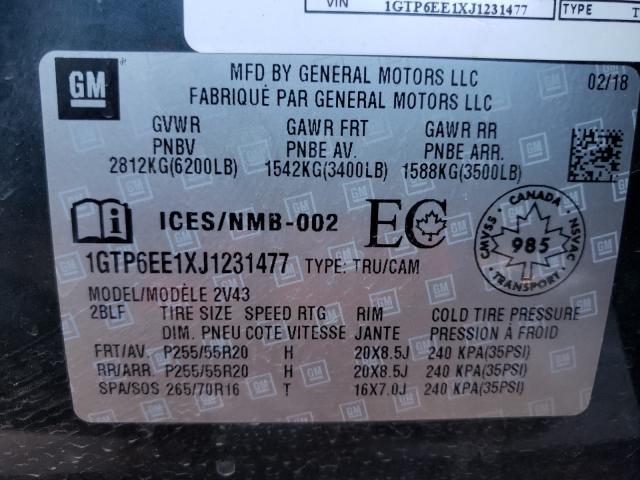 VIN 1GTP6EE1XJ1231477 TYPE T
GM
MFD BY GENERAL MOTORS LLC 02/18
FABRIQUÉ PAR GENERAL MOTORS LLC
GVWR GAWR FRT GAWR RR
PNBV PNBE AV. PNBE ARR.
2812KG(6200LB) 1542KG(3400LB) 1588KG(3500LB)
i ICES/NMB-002 EC
CANADA CMVSS 985 NSVAC TRANSPORT
1GTP6EE1XJ1231477 TYPE: TRU/CAM
MODEL/MODÈLE 2V43
2BLF TIRE SIZE SPEED RTG RIM COLD TIRE PRESSURE
DIM. PNEU COTE VITESSE JANTE PRESSION À FROID
FRT/AV P255/55R20 H 20X8.5J 240 KPA(35PSI)
RR/ARR P255/55R20 H 20X8.5J 240 KPA(35PSI)
SPA/SOS 265/70R16 T 16X7.0J 240 KPA(35PSI)